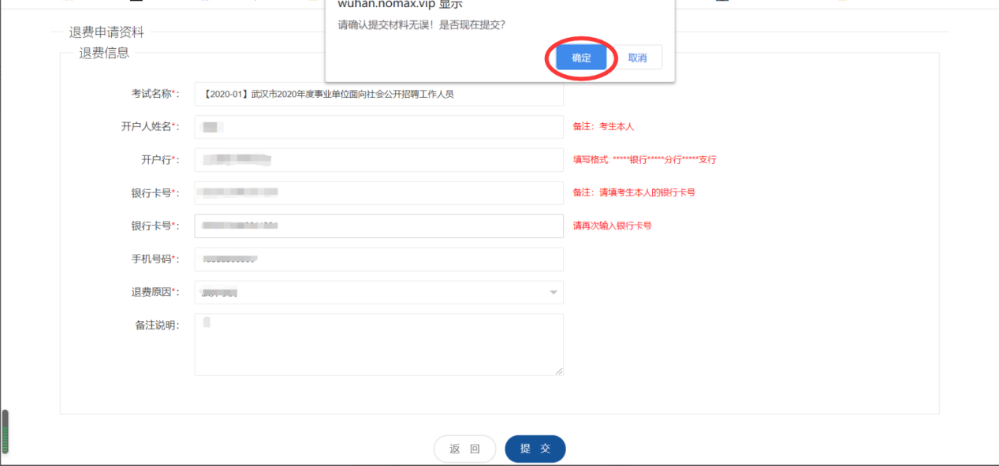 wuhan.nomax.vip 显示
请确认提交材料无误！是否现在提交?
确定
取消
退费申请资料
退费信息
考试名称*：
【2020-01】武汉市2020年度事业单位面向社会公开招聘工作人员
开户人姓名*：
备注：考生本人
开户行*：
填写格式: *****银行*****分行*****支行
银行卡号*：
备注：请填考生本人的银行卡号
银行卡号*：
请再次输入银行卡号
手机号码*：
退费原因*：
备注说明：
返 回
提 交